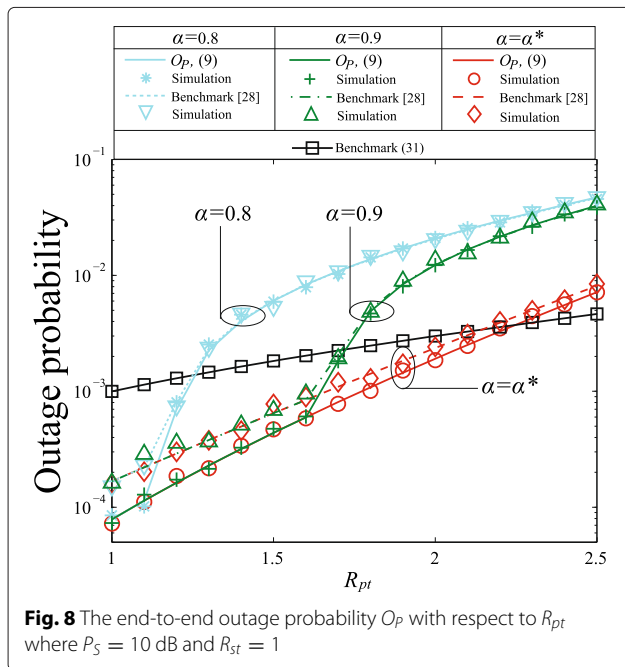 α=0.8 α=0.9 α=α*
O_P, (9) O_P, (9) O_P, (9)
Simulation Simulation Simulation
Benchmark [28] Benchmark [28] Benchmark [28]
Simulation Simulation Simulation
Benchmark (31)
10⁻¹
α=0.8 α=0.9
10⁻²
10⁻³
α=α*
10⁻⁴
Outage probability
1 1.5 2 2.5
R_pt
Fig. 8 The end-to-end outage probability O_P with respect to R_pt
where P_S = 10 dB and R_st = 1